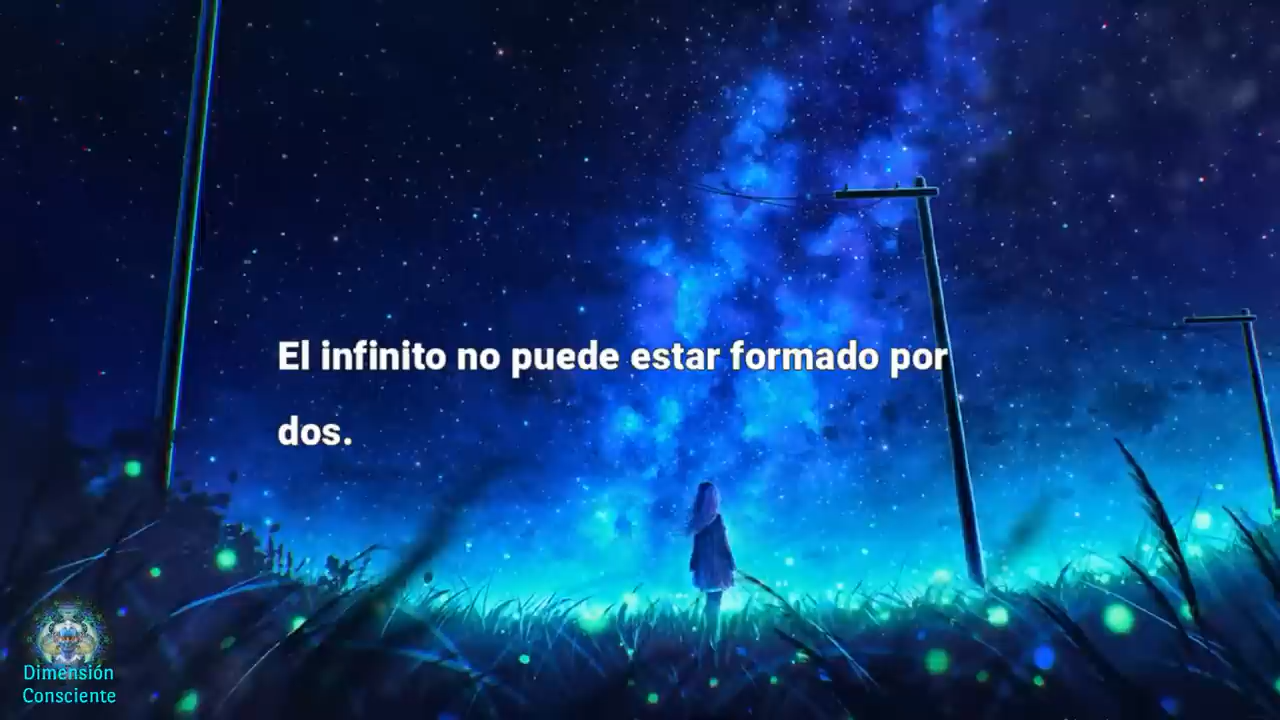 El infinito no puede estar formado por
dos.
Dimensión
Consciente